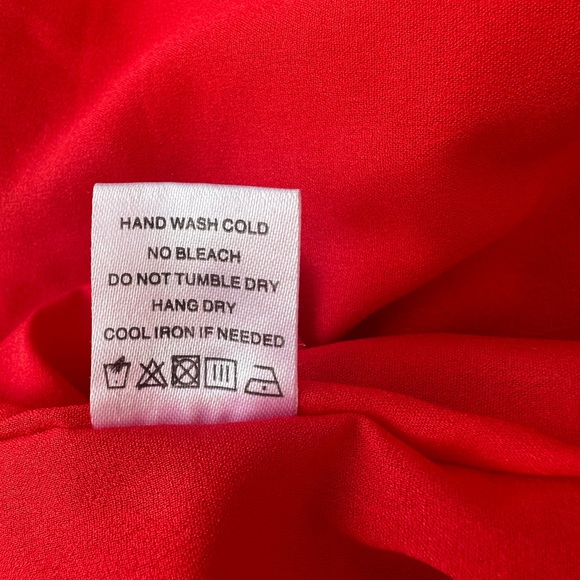 HAND WASH COLD
NO BLEACH
DO NOT TUMBLE DRY
HANG DRY
COOL IRON IF NEEDED